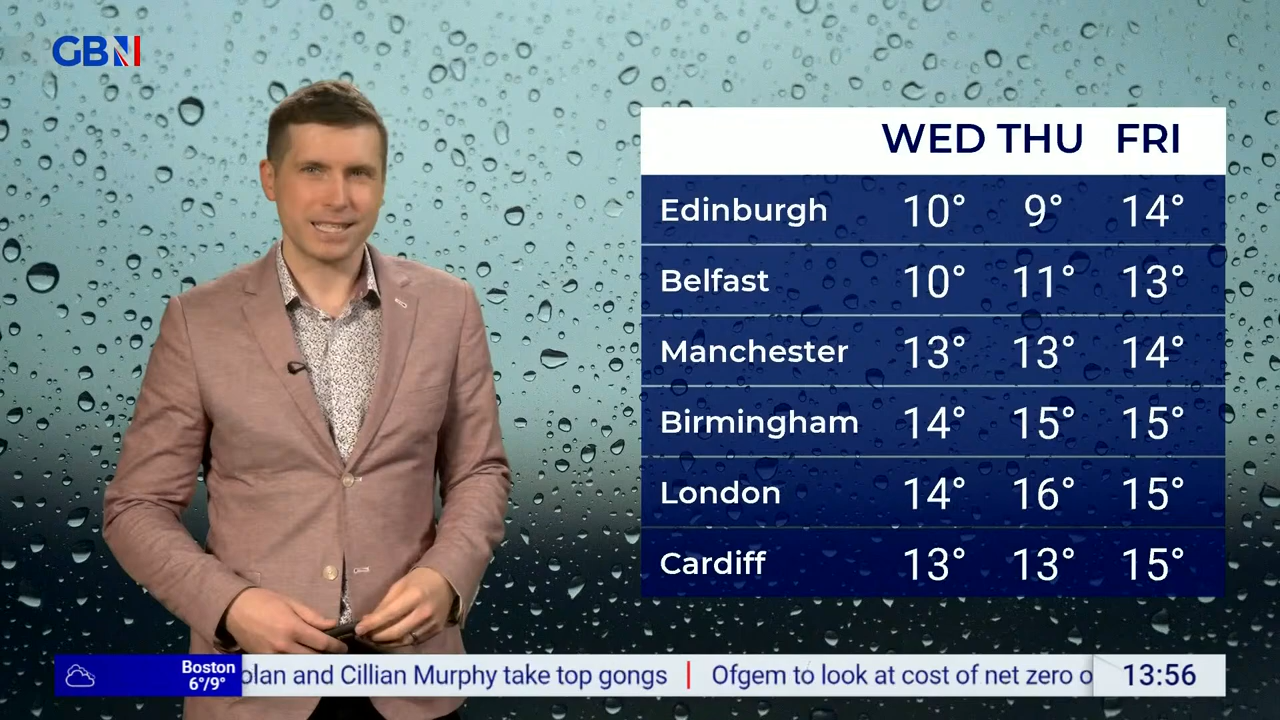 GBN
WED THU FRI
Edinburgh 10° 9° 14°
Belfast 10° 11° 13°
Manchester 13° 13° 14°
Birmingham 14° 15° 15°
London 14° 16° 15°
Cardiff 13° 13° 15°
Boston
6°/9°
olan and Cillian Murphy take top gongs | Ofgem to look at cost of net zero o
13:56